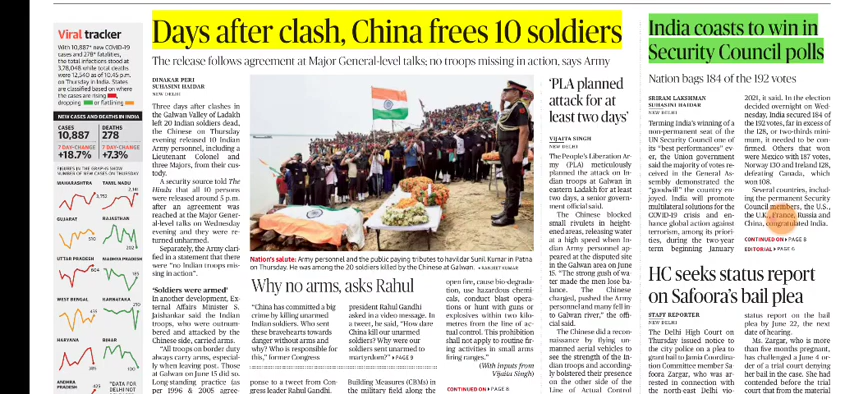 Viral tracker
With 10,887* new COVID-19
and 278* fatalities,
the total infections stood at
3,78,048 while total deaths
were 12,540 as of 10.45 p.m.
on Thursday in India. States
are classified based on where
the cases are rising
dropping or flatlining
NEW CASES AND DEATHS IN INDIA
CASES DEATHS
10,887 278
7 DAY-CHANGE 7 DAY-CHANGE
+18.7% +7.3%
FIGURES IN THE GRAPHS SHOW
NUMBER OF NEW CASES ON THURSDAY
MAHARASHTRA TAMIL NADU
3,752
GUJARAT RAJASTHAN
510
UTTAR PRADESH MADHYA PRADESH
604
WEST BENGAL KARNATAKA
435 210
HARYANA BIHAR
ANDHRA
PRADESH
425
"DATA FOR
DELHI NOT
Days after clash, China frees 10 soldiers
The release follows agreement at Major General-level talks; no troops missing in action, says Army
DINAKAR PERI
SUHASINI HAIDAR
NEW DELHI
Three days after clashes in
the Galwan Valley of Ladakh
left 20 Indian soldiers dead,
the Chinese on Thursday
evening released 10 Indian
Army personnel, including a
Lieutenant Colonel and
three Majors, from their cus-
tody.
A security source told The
Hindu that all 10 persons
were released around 5 p.m.
after an agreement was
reached at the Major Gener-
al-level talks on Wednesday
evening and they were re-
turned unharmed.
Separately, the Army clar-
ified in a statement that there
were "no Indian troops mis-
sing in action".
'Soldiers were armed'
In another development, Ex-
ternal Affairs Minister S.
Jaishankar said the Indian
troops, who were outnum-
bered and attacked by the
Chinese side, carried arms.
"All troops on border duty
always carry arms, especial-
ly when leaving post. Those
at Galwan on June 15 did so.
Long standing practice (as
per 1996 & 2005 agree-
Nation's salute: Army personnel and the public paying tributes to havildar Sunil Kumar in Patna
on Thursday. He was among the 20 soldiers killed by the Chinese at Galwan. RANJEET KUMAR
Why no arms, asks Rahul
"China has committed a big
crime by killing unarmed
Indian soldiers. Who sent
these bravehearts towards
danger without arms and
why? Who is responsible for
this," former Congress
president Rahul Gandhi
asked in a video message. In
a tweet, he said, "How dare
China kill our unarmed
soldiers? Why were our
soldiers sent unarmed to
martyrdom?" PAGE 9
ponse to a tweet from Con-
gress leader Rahul Gandhi.
Building Measures (CBMs) in
the military field along the
open fire, cause bio-degrada-
tion, use hazardous chemi-
cals, conduct blast opera-
tions or hunt with guns or
explosives within two kilo-
metres from the line of ac-
tual control. This prohibition
shall not apply to routine fir-
ing activities in small arms
firing ranges."
(With inputs from
Vijaita Singh)
CONTINUED ON PAGE 8
'PLA planned
attack for at
least two days'
VIJAITA SINGH
NEW DELHI
The People's Liberation Ar-
my (PLA) meticulously
planned the attack on In-
dian troops at Galwan in
eastern Ladakh for at least
two days, a senior govern-
ment official said.
The Chinese blocked
small rivulets in height-
ened areas, releasing water
at a high speed when In-
dian Army personnel ap-
peared at the disputed site
in the Galwan area on June
15. "The strong gush of wa-
ter made the men lose ba-
lance. The Chinese
charged, pushed the Army
personnel and many fell in-
to Galwan river," the offi-
cial said.
The Chinese did a recon-
naissance by flying un-
manned aerial vehicles to
see the strength of the In-
dian troops and according-
ly bolstered their presence
on the other side of the
Line of Actual Control
India coasts to win in
Security Council polls
Nation bags 184 of the 192 votes
SRIRAM LAKSHMAN
SUHASINI HAIDAR
NEW DELHI
Terming India's winning of a
non-permanent seat of the
UN Security Council one of
its "best performances" ev-
er, the Union government
said the majority of votes re-
ceived in the General As-
sembly demonstrated the
"goodwill" the country en-
joyed. India will promote
multilateral solutions for the
COVID-19 crisis and en-
hance global action against
terrorism, among its priori-
ties, during the two-year
term beginning January
2021, it said. In the election
decided overnight on Wed-
nesday, India secured 184 of
the 192 votes, far in excess of
the 128, or two-thirds mini-
mum, it needed to be con-
firmed. Others that won
were Mexico with 187 votes,
Norway 130 and Ireland 128,
defeating Canada, which
won 108.
Several countries, includ-
ing the permanent Security
Council members, the U.S.,
the U.K., France, Russia and
China, congratulated India.
CONTINUED ON PAGE 8
EDITORIAL PAGE 6
HC seeks status report
on Safoora's bail plea
STAFF REPORTER
NEW DELHI
The Delhi High Court on
Thursday issued notice to
the city police on a plea to
grant bail to Jamia Coordina-
tion Committee member Sa-
foora Zargar, who was ar-
rested in connection with
the north-east Delhi vio-
status report on the bail
plea by June 22, the next
date of hearing.
Ms. Zargar, who is more
than five months pregnant,
has challenged a June 4 or-
der of a trial court denying
her bail in the case. She had
contended before the trial
court that from the material